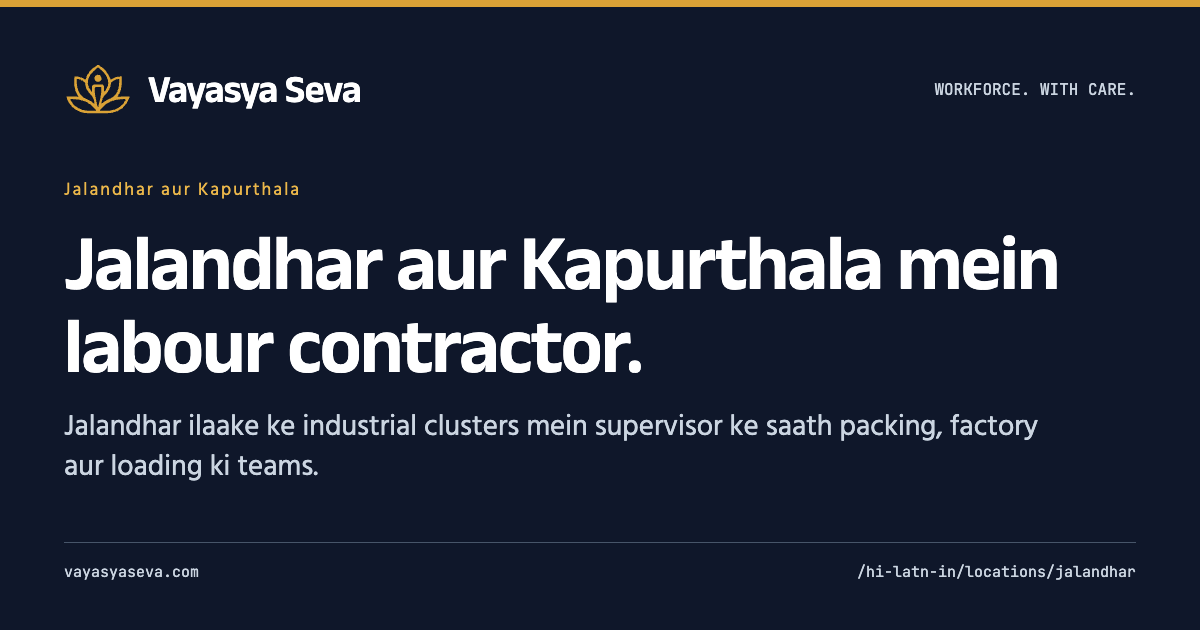 Vayasya Seva
WORKFORCE. WITH CARE.
Jalandhar aur Kapurthala
Jalandhar aur Kapurthala mein
labour contractor.
Jalandhar ilaake ke industrial clusters mein supervisor ke saath packing, factory
aur loading ki teams.
vayasyaseva.com
/hi-latn-in/locations/jalandhar